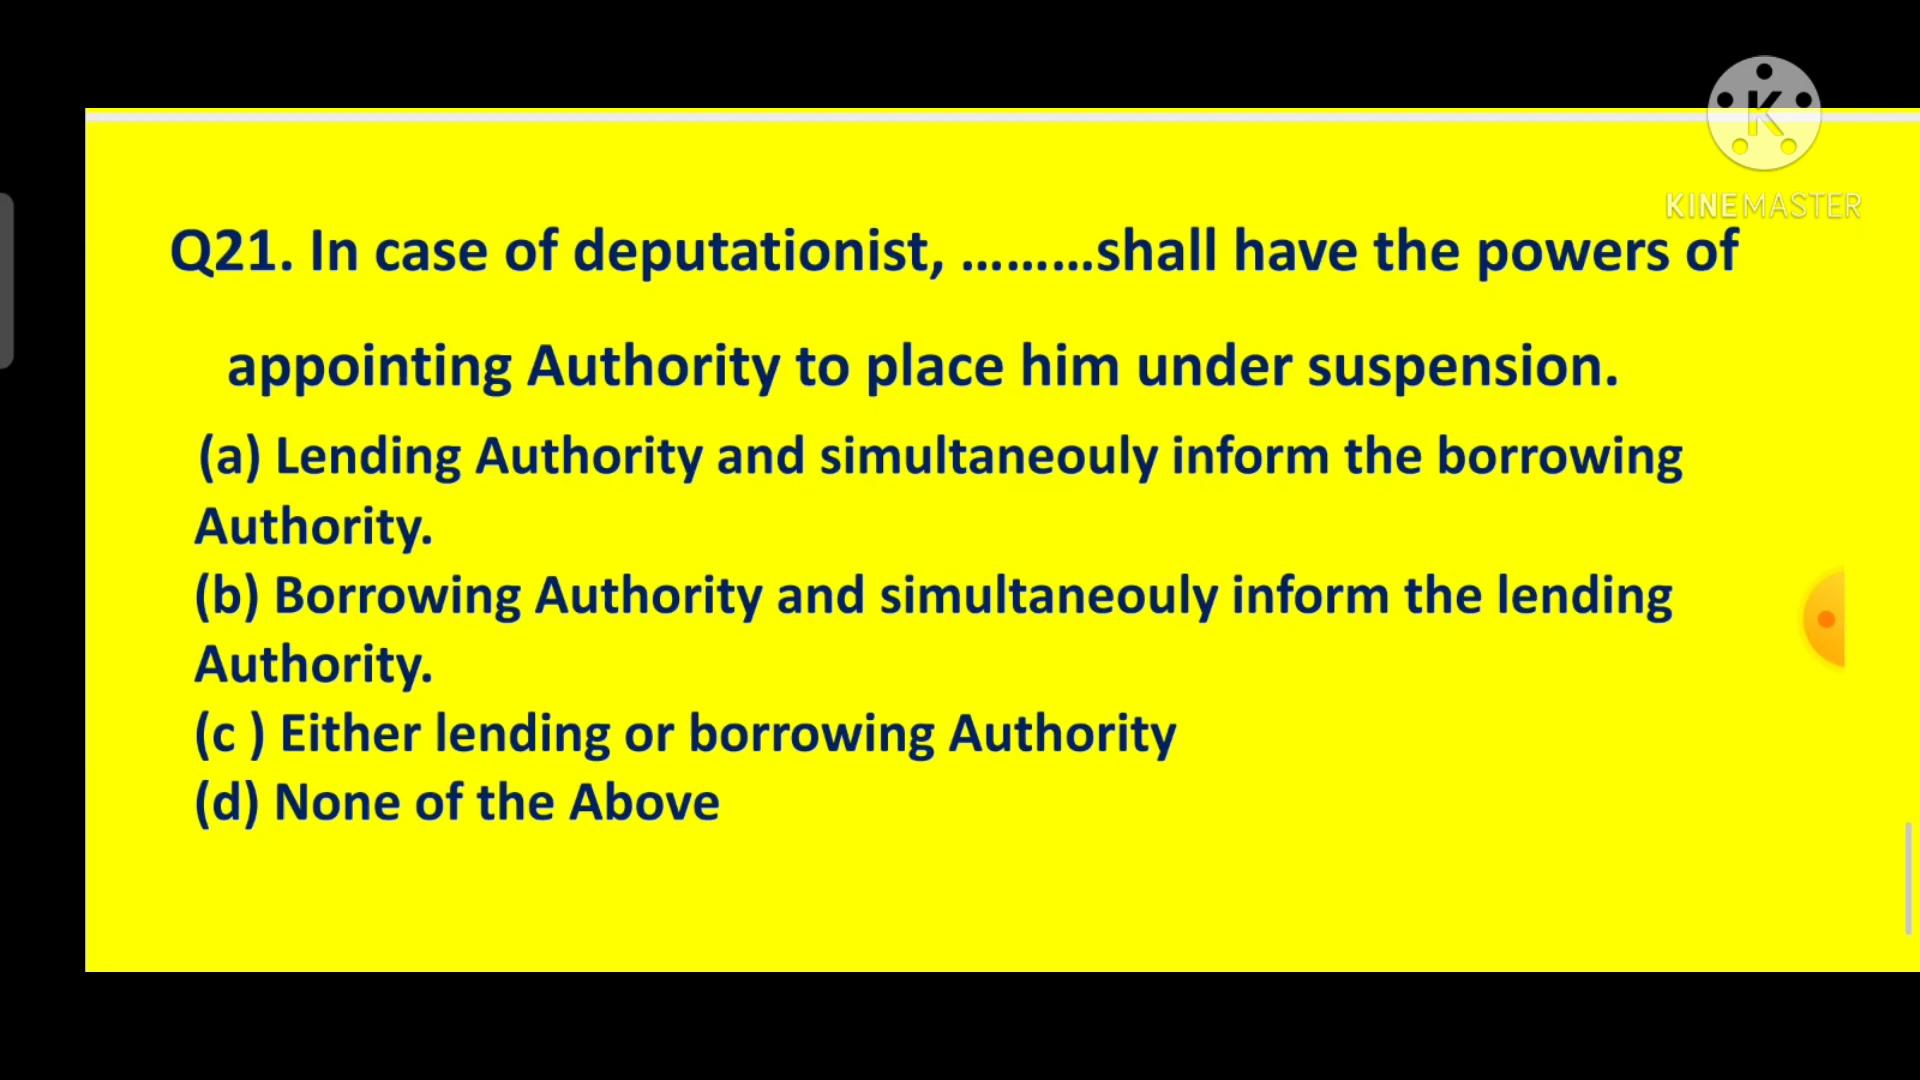 K
KINEMASTER
Q21. In case of deputationist, .........shall have the powers of
appointing Authority to place him under suspension.
(a) Lending Authority and simultaneouly inform the borrowing
Authority.
(b) Borrowing Authority and simultaneouly inform the lending
Authority.
(c ) Either lending or borrowing Authority
(d) None of the Above